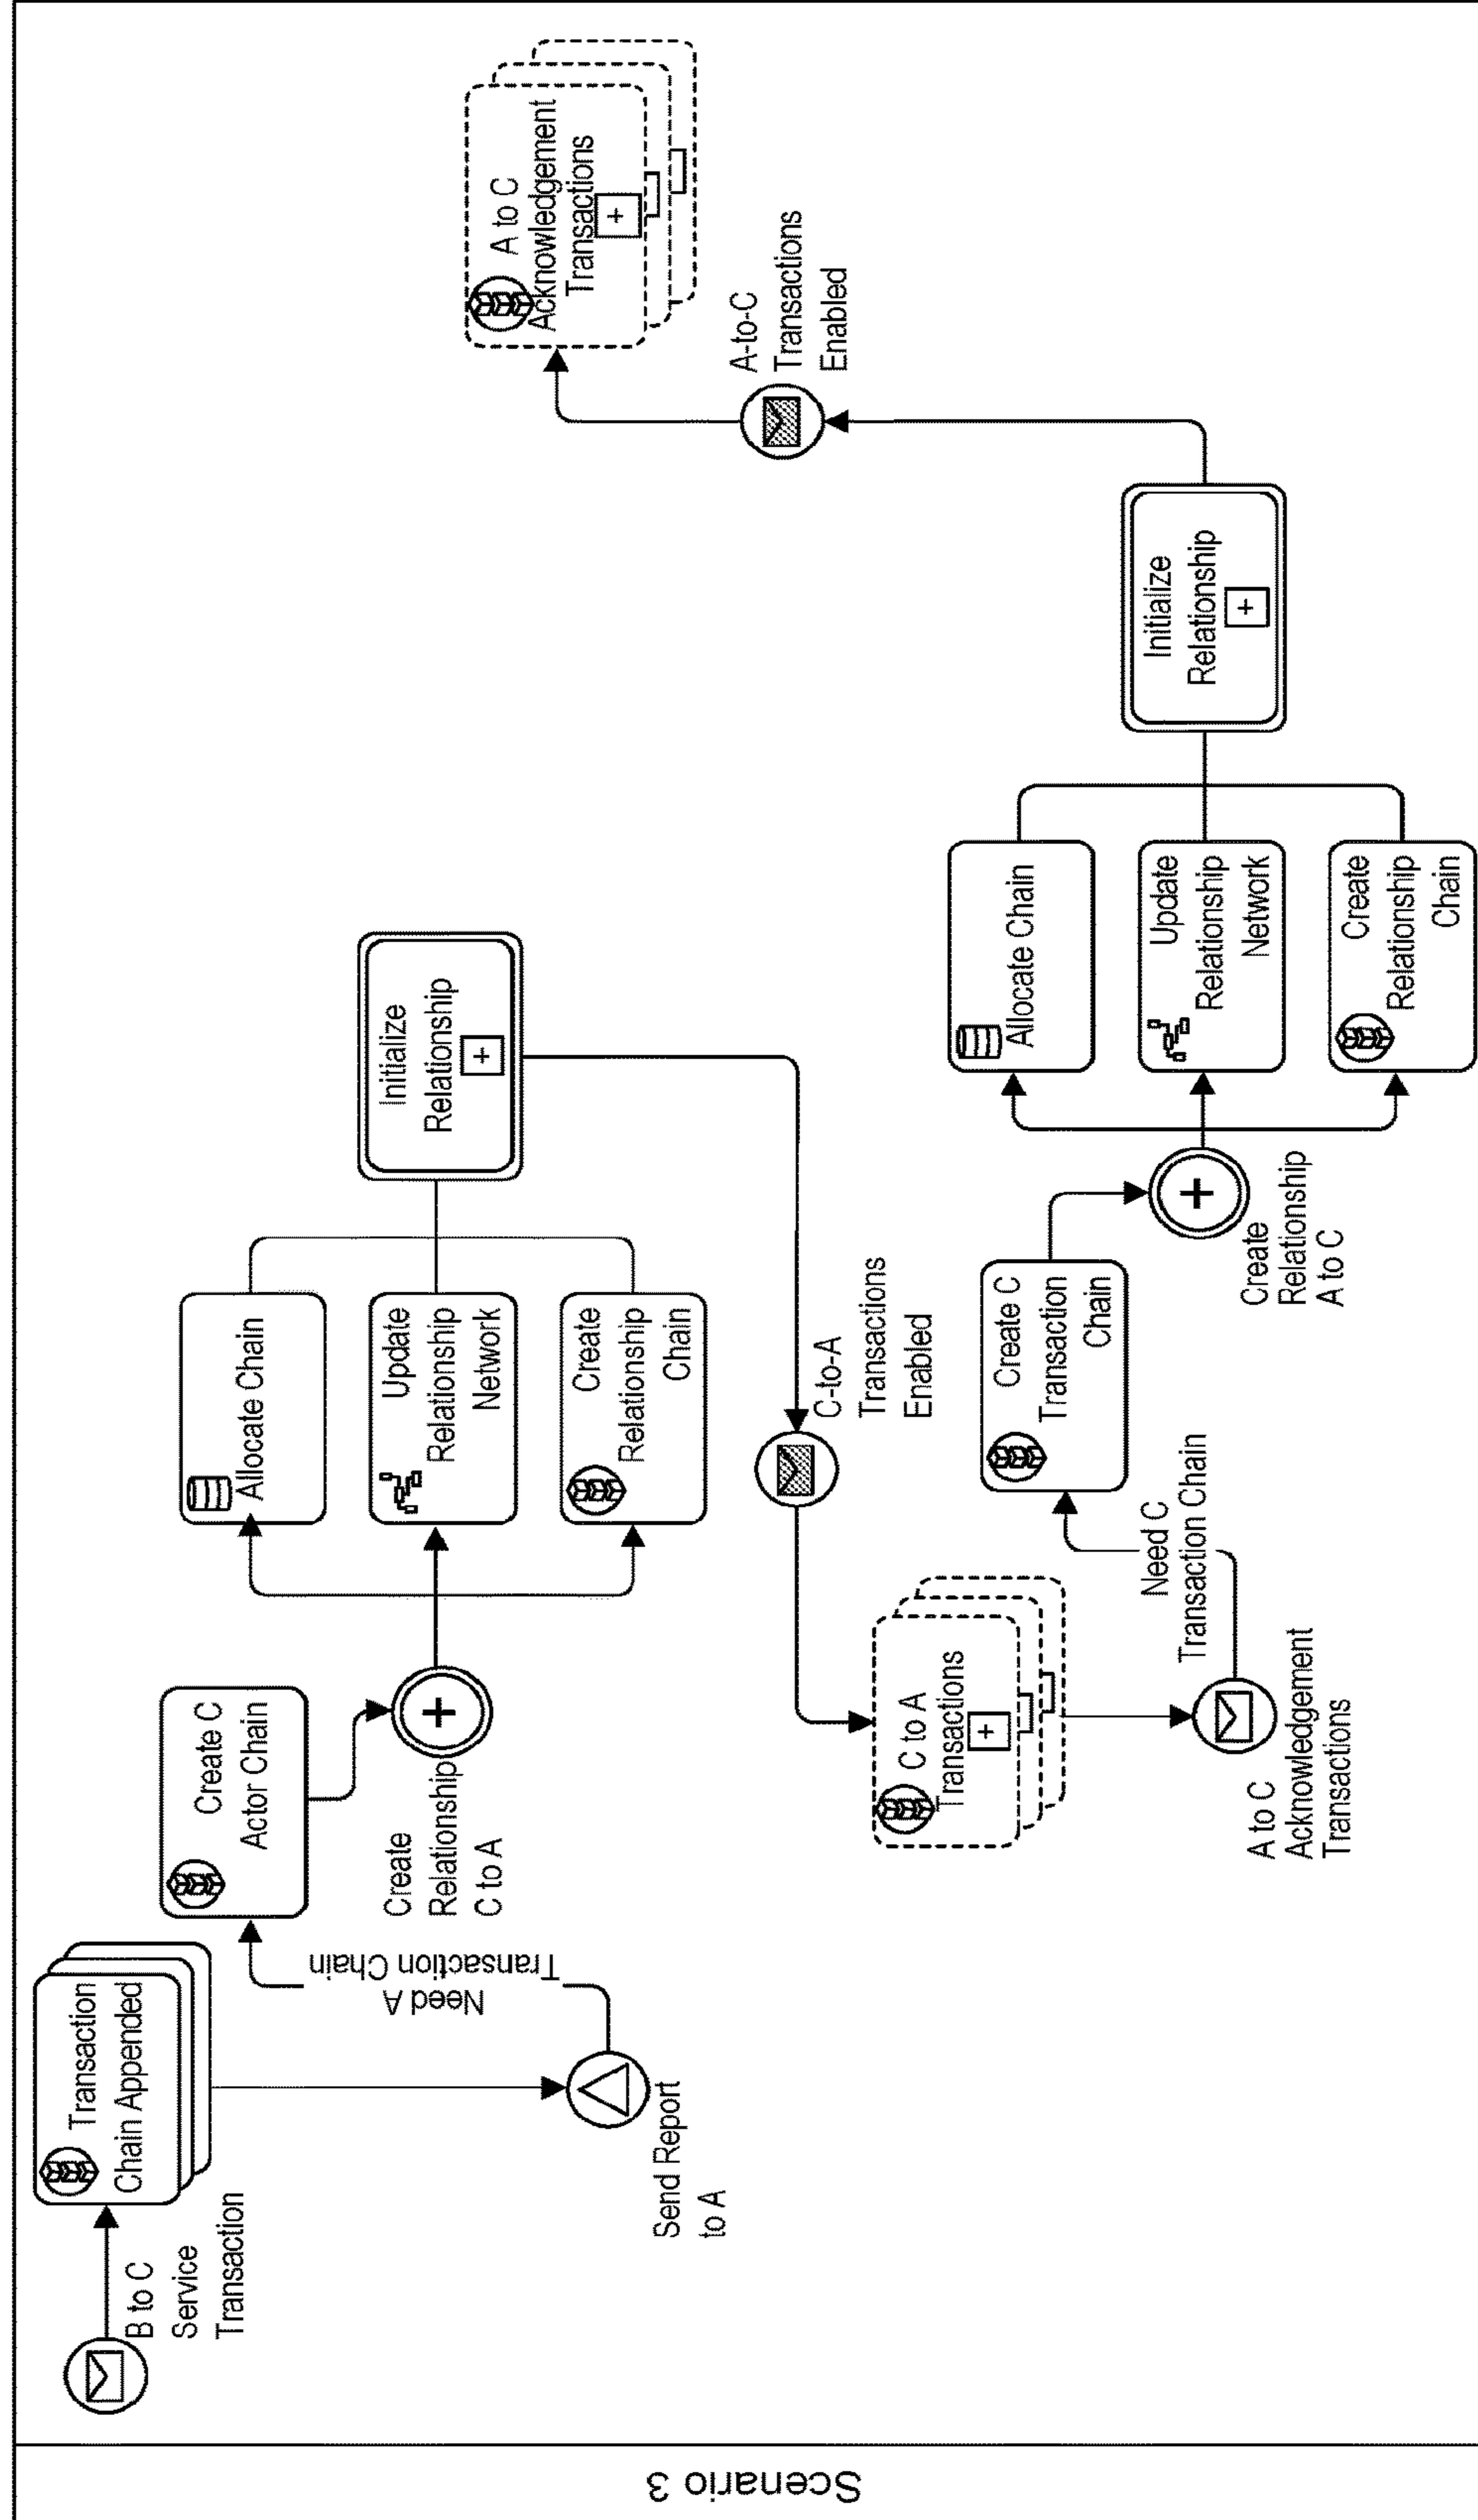 Scenario 3
B to C
Service
Transaction
Transaction
Chain Appended
Send Report
to A
Need A
Transaction Chain
Create C
Actor Chain
Create
Relationship
C to A
Allocate Chain
Update
Relationship
Network
Create
Relationship
Chain
Initialize
Relationship
+
C-to-A
Transactions
Enabled
C to A
Transactions
+
A to C
Acknowledgement
Transactions
Need C
Transaction Chain
Create C
Transaction
Chain
Create
Relationship
A to C
Allocate Chain
Update
Relationship
Network
Create
Relationship
Chain
Initialize
Relationship
+
A-to-C
Transactions
Enabled
A to C
Acknowledgement
Transactions
+